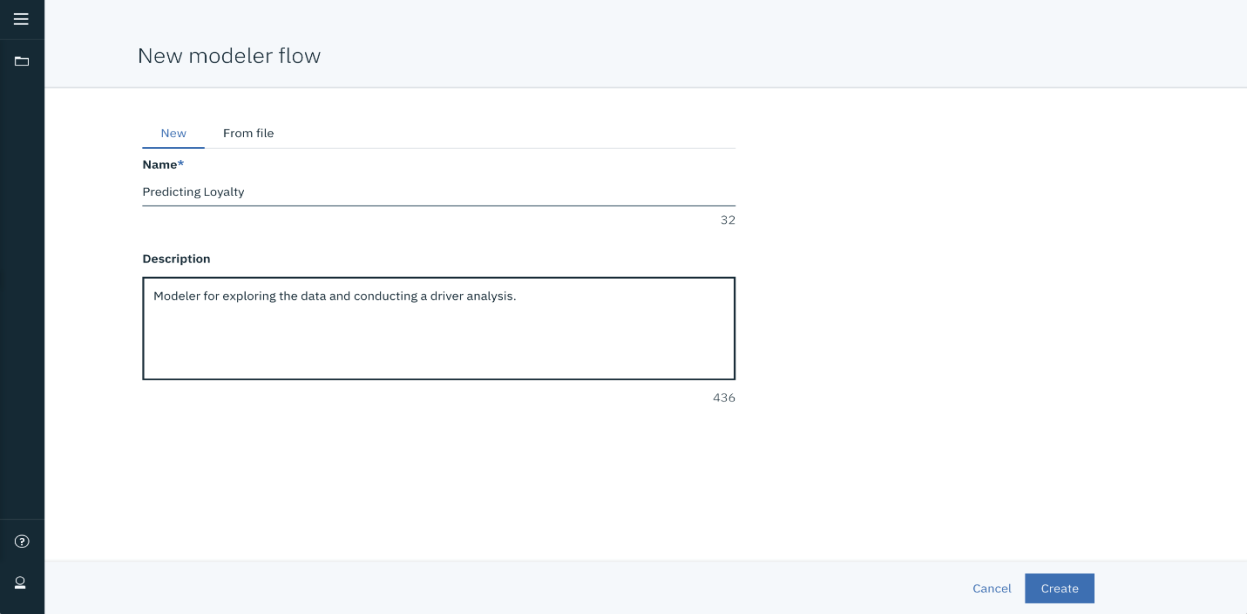 New modeler flow
New From file
Name*
Predicting Loyalty
32
Description
Modeler for exploring the data and conducting a driver analysis.
436
Cancel Create